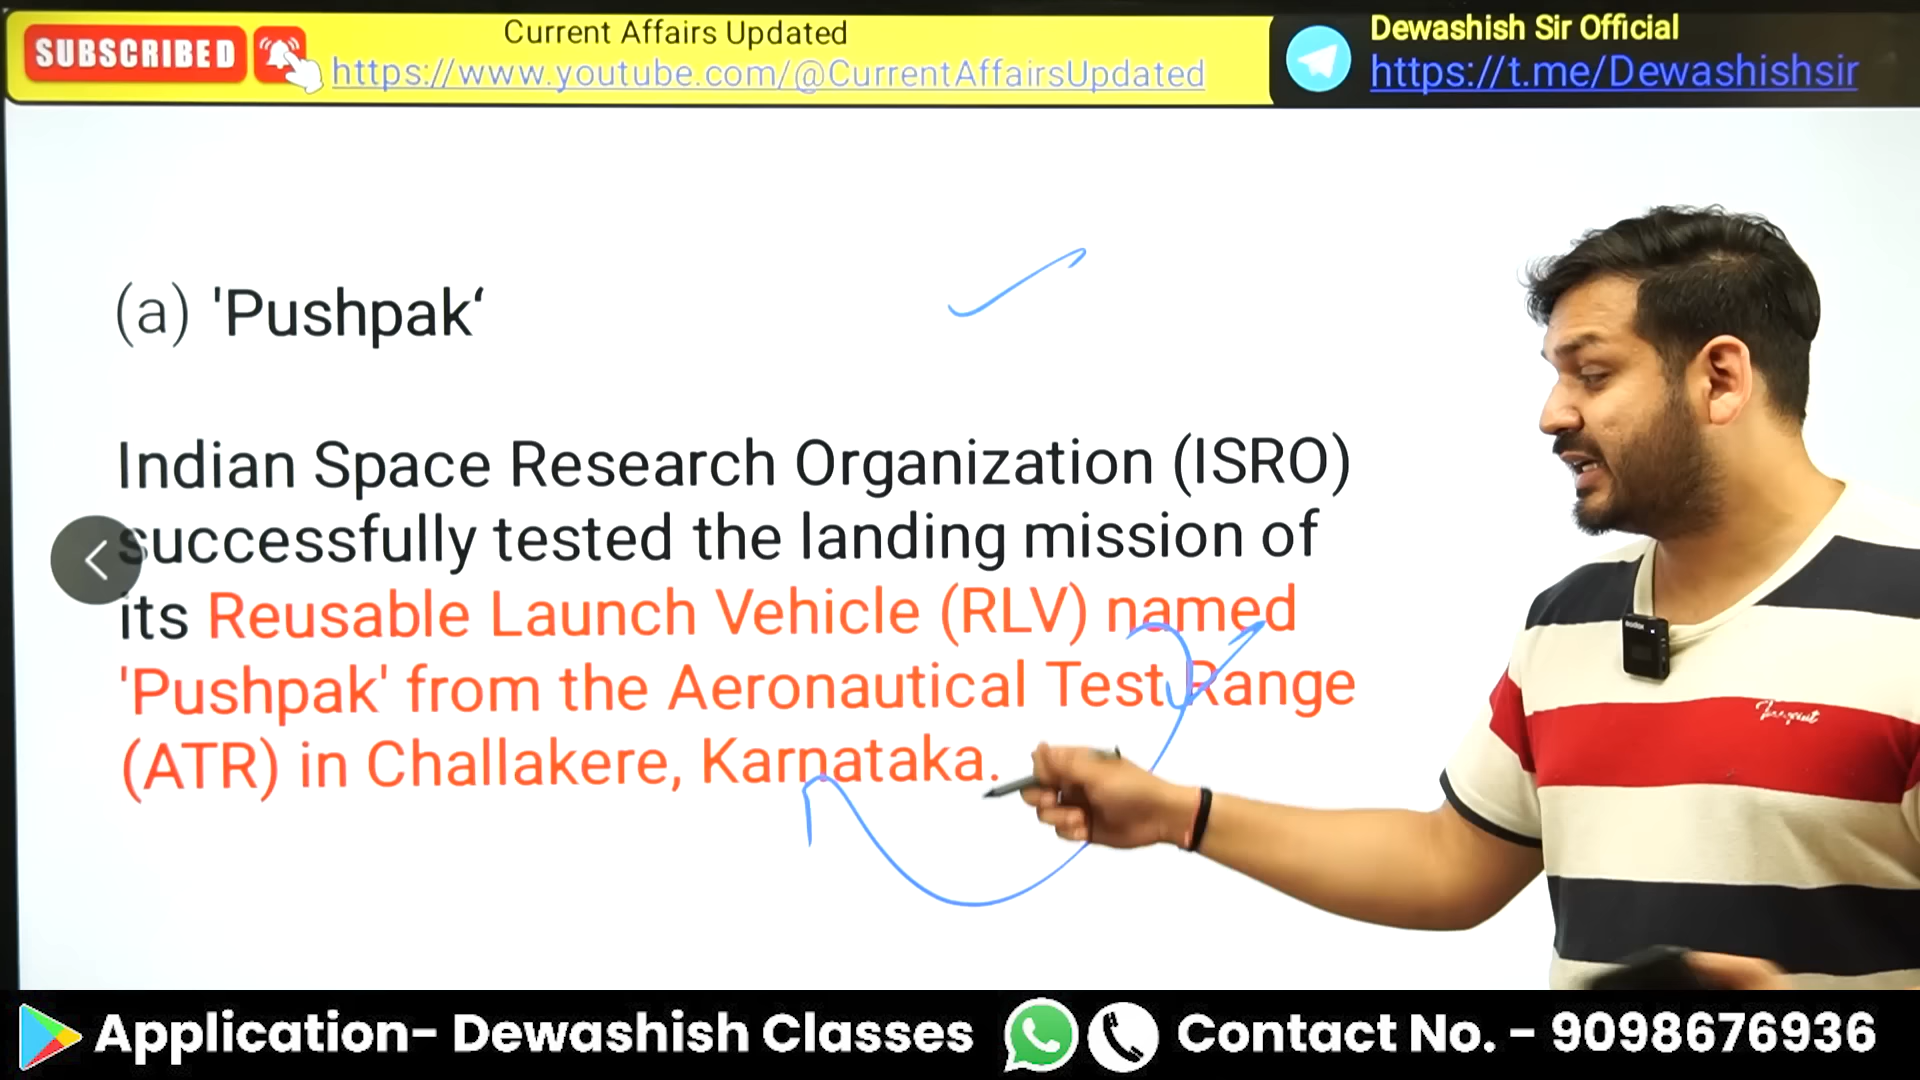 SUBSCRIBED
Current Affairs Updated
https://www.youtube.com/@CurrentAffairsUpdated
Dewashish Sir Official
https://t.me/Dewashishsir
(a) 'Pushpak‘
Indian Space Research Organization (ISRO)
successfully tested the landing mission of
its Reusable Launch Vehicle (RLV) named
'Pushpak' from the Aeronautical Test Range
(ATR) in Challakere, Karnataka.
Application- Dewashish Classes
Contact No. - 9098676936